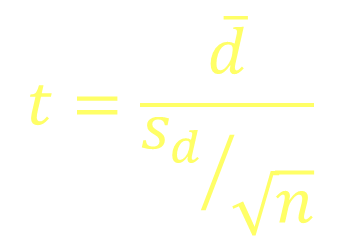 t = d̄ / (s_d / √n)